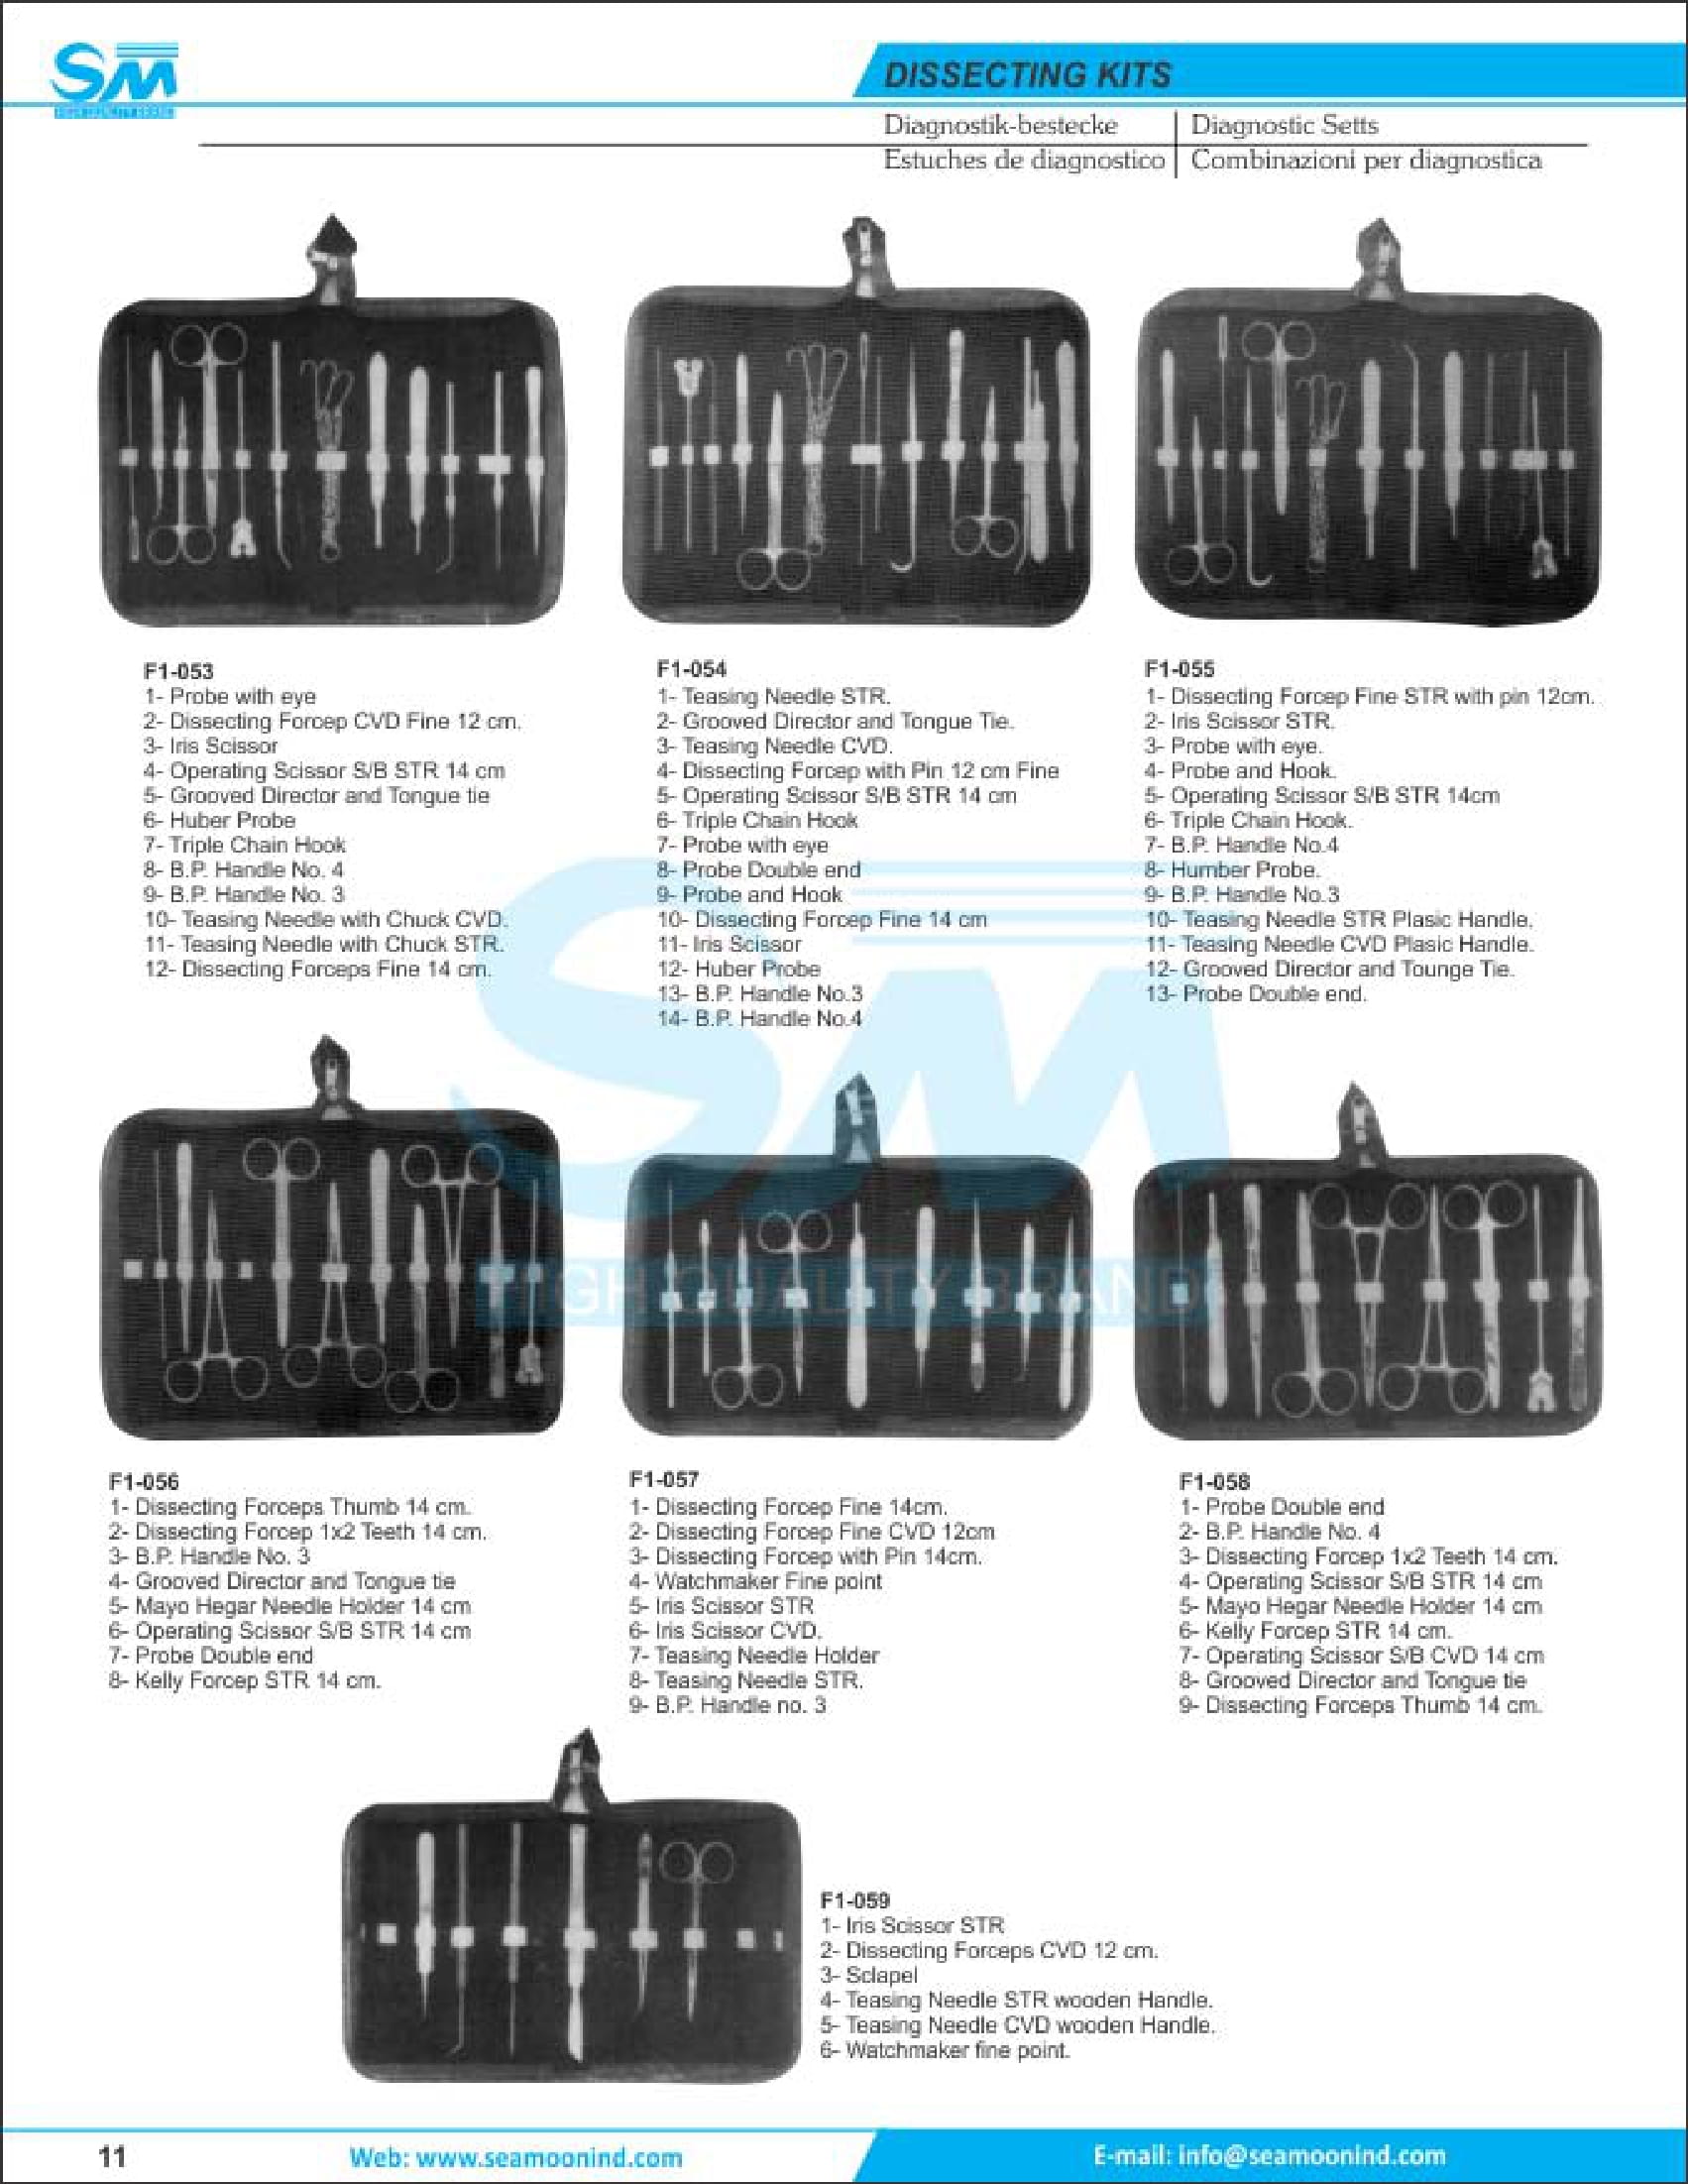 SM
DISSECTING KITS
Diagnostik-bestecke
Diagnostic Setts
Estuches de diagnostico
Combinazioni per diagnostica
F1-053
1- Probe with eye
2- Dissecting Forcep CVD Fine 12 cm.
3- Iris Scissor
4- Operating Scissor S/B STR 14 cm
5- Grooved Director and Tongue tie
6- Huber Probe
7- Triple Chain Hook
8- B.P. Handle No. 4
9- B.P. Handle No. 3
10- Teasing Needle with Chuck CVD.
11- Teasing Needle with Chuck STR.
12- Dissecting Forceps Fine 14 cm.
F1-054
1- Teasing Needle STR.
2- Grooved Director and Tongue Tie.
3- Teasing Needle CVD.
4- Dissecting Forcep with Pin 12 cm Fine
5- Operating Scissor S/B STR 14 cm
6- Triple Chain Hook
7- Probe with eye
8- Probe Double end
9- Probe and Hook
10- Dissecting Forcep Fine 14 cm
11- Iris Scissor
12- Huber Probe
13- B.P. Handle No.3
14- B.P. Handle No.4
F1-055
1- Dissecting Forcep Fine STR with pin 12cm.
2- Iris Scissor STR.
3- Probe with eye.
4- Probe and Hook.
5- Operating Scissor S/B STR 14cm
6- Triple Chain Hook.
7- B.P. Handle No.4
8- Humber Probe.
9- B.P. Handle No.3
10- Teasing Needle STR Plasic Handle.
11- Teasing Needle CVD Plasic Handle.
12- Grooved Director and Tounge Tie.
13- Probe Double end.
SM
HIGH QUALITY BRAND
F1-056
1- Dissecting Forceps Thumb 14 cm.
2- Dissecting Forcep 1x2 Teeth 14 cm.
3- B.P. Handle No. 3
4- Grooved Director and Tongue tie
5- Mayo Hegar Needle Holder 14 cm
6- Operating Scissor S/B STR 14 cm
7- Probe Double end
8- Kelly Forcep STR 14 cm.
F1-057
1- Dissecting Forcep Fine 14cm.
2- Dissecting Forcep Fine CVD 12cm
3- Dissecting Forcep with Pin 14cm.
4- Watchmaker Fine point
5- Iris Scissor STR
6- Iris Scissor CVD.
7- Teasing Needle Holder
8- Teasing Needle STR.
9- B.P. Handle no. 3
F1-058
1- Probe Double end
2- B.P. Handle No. 4
3- Dissecting Forcep 1x2 Teeth 14 cm.
4- Operating Scissor S/B STR 14 cm
5- Mayo Hegar Needle Holder 14 cm
6- Kelly Forcep STR 14 cm.
7- Operating Scissor S/B CVD 14 cm
8- Grooved Director and Tongue tie
9- Dissecting Forceps Thumb 14 cm.
F1-059
1- Iris Scissor STR
2- Dissecting Forceps CVD 12 cm.
3- Sclapel
4- Teasing Needle STR wooden Handle.
5- Teasing Needle CVD wooden Handle.
6- Watchmaker fine point.
11
Web: www.seamoonind.com
E-mail: info@seamoonind.com